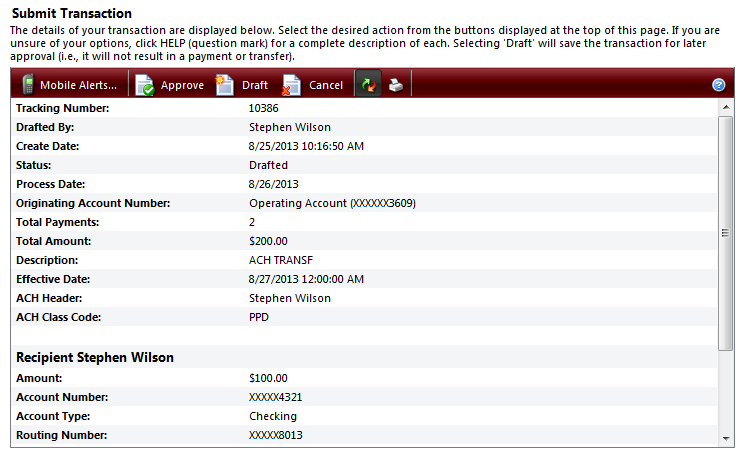 Submit Transaction
The details of your transaction are displayed below. Select the desired action from the buttons displayed at the top of this page. If you are
unsure of your options, click HELP (question mark) for a complete description of each. Selecting 'Draft' will save the transaction for later
approval (i.e., it will not result in a payment or transfer).
Mobile Alerts... Approve Draft Cancel ?
Tracking Number: 10386
Drafted By: Stephen Wilson
Create Date: 8/25/2013 10:16:50 AM
Status: Drafted
Process Date: 8/26/2013
Originating Account Number: Operating Account (XXXXXX3609)
Total Payments: 2
Total Amount: $200.00
Description: ACH TRANSF
Effective Date: 8/27/2013 12:00:00 AM
ACH Header: Stephen Wilson
ACH Class Code: PPD
Recipient Stephen Wilson
Amount: $100.00
Account Number: XXXXX4321
Account Type: Checking
Routing Number: XXXXX8013